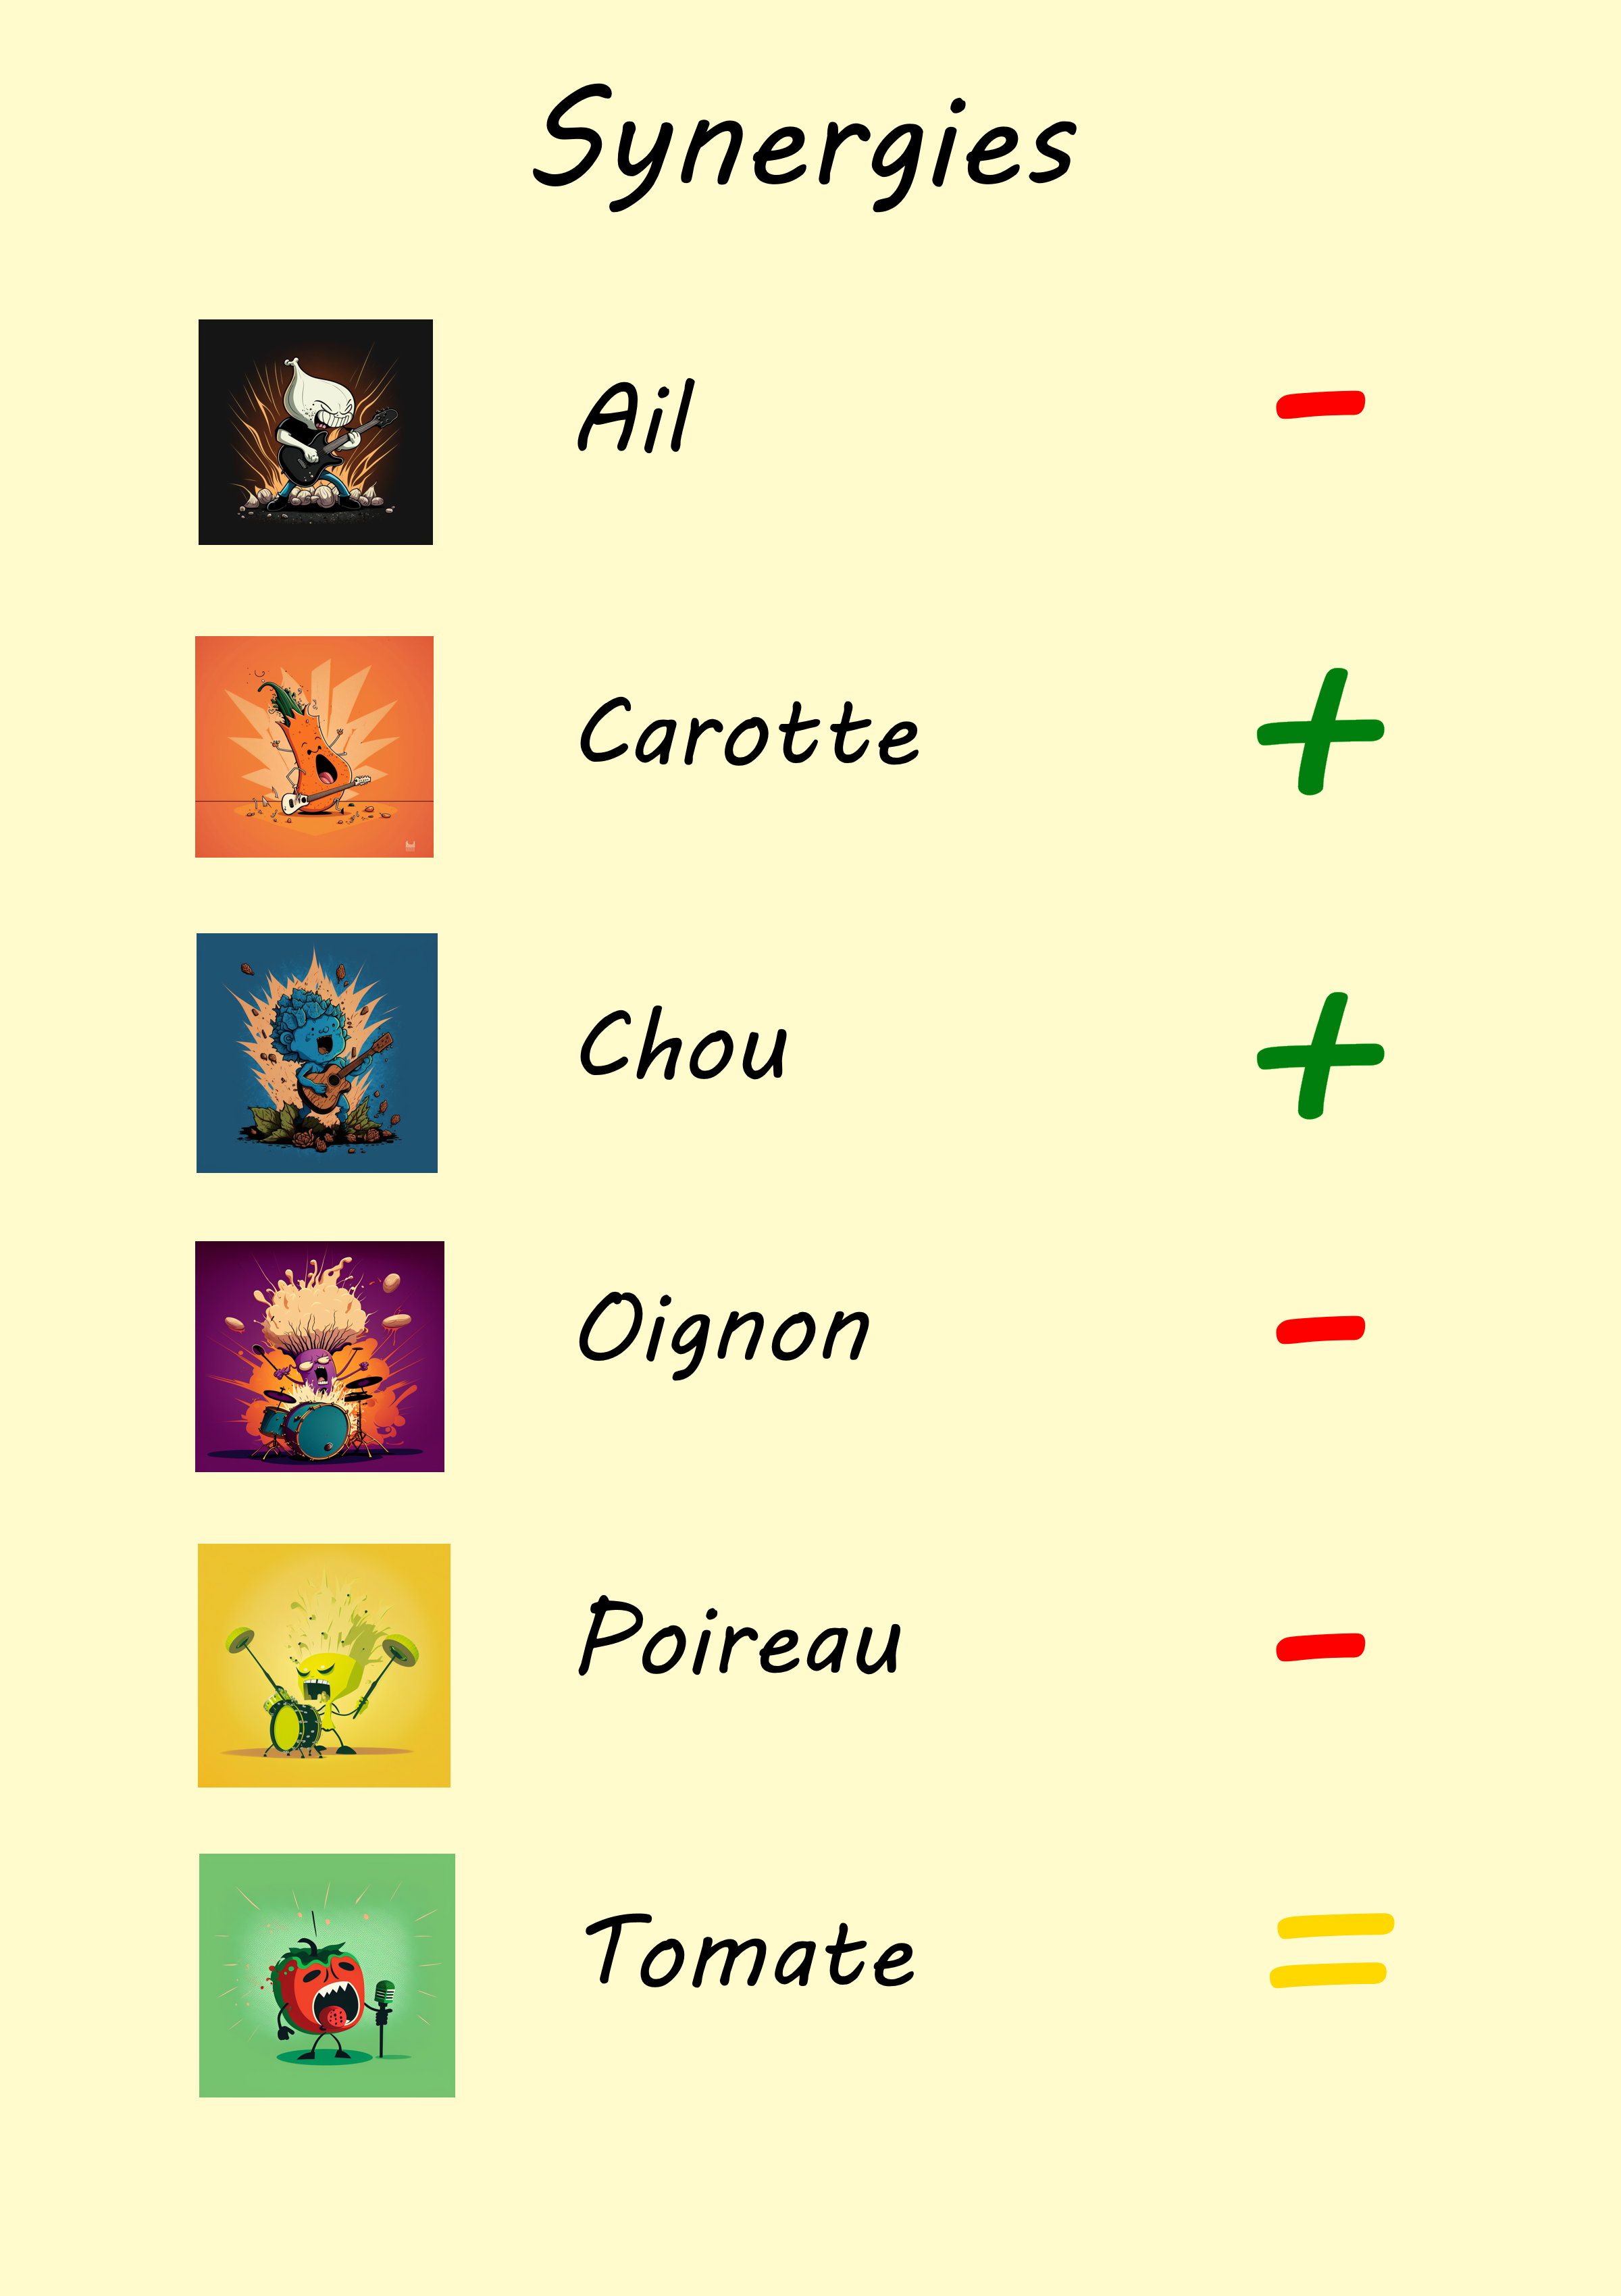 Synergies
Ail -
Carotte +
Chou +
Oignon -
Poireau -
Tomate =